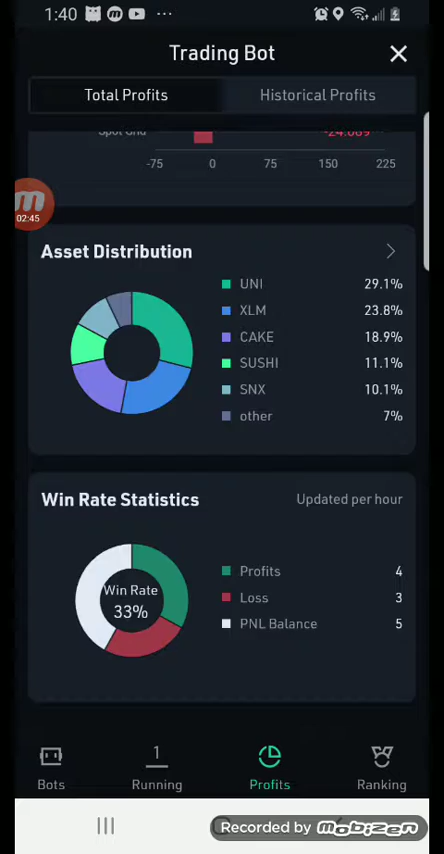 1:40
Trading Bot
Total Profits
Historical Profits
Spot Grid
-75 0 75 150 225
02:45
Asset Distribution
UNI 29.1%
XLM 23.8%
CAKE 18.9%
SUSHI 11.1%
SNX 10.1%
other 7%
Win Rate Statistics
Updated per hour
Win Rate
33%
Profits 4
Loss 3
PNL Balance 5
1
Bots
Running
Profits
Ranking
Recorded by mobizen